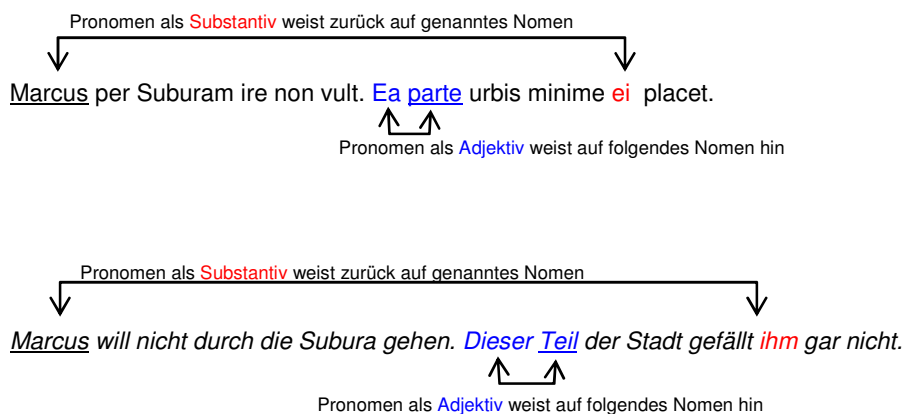 Pronomen als Substantiv weist zurück auf genanntes Nomen
Marcus per Suburam ire non vult. Ea parte urbis minime ei placet.
Pronomen als Adjektiv weist auf folgendes Nomen hin
Pronomen als Substantiv weist zurück auf genanntes Nomen
Marcus will nicht durch die Subura gehen. Dieser Teil der Stadt gefällt ihm gar nicht.
Pronomen als Adjektiv weist auf folgendes Nomen hin